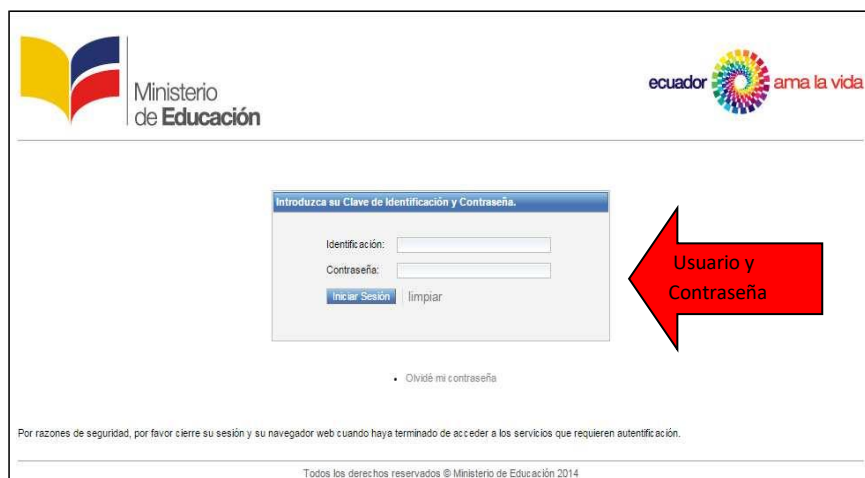 Ministerio
de Educación
ecuador ama la vida
Introduzca su Clave de Identificación y Contraseña.
Identificación:
Contraseña:
Iniciar Sesión limpiar
Usuario y
Contraseña
• Olvidé mi contraseña
Por razones de seguridad, por favor cierre su sesión y su navegador web cuando haya terminado de acceder a los servicios que requieren autentificación.
Todos los derechos reservados © Ministerio de Educación 2014